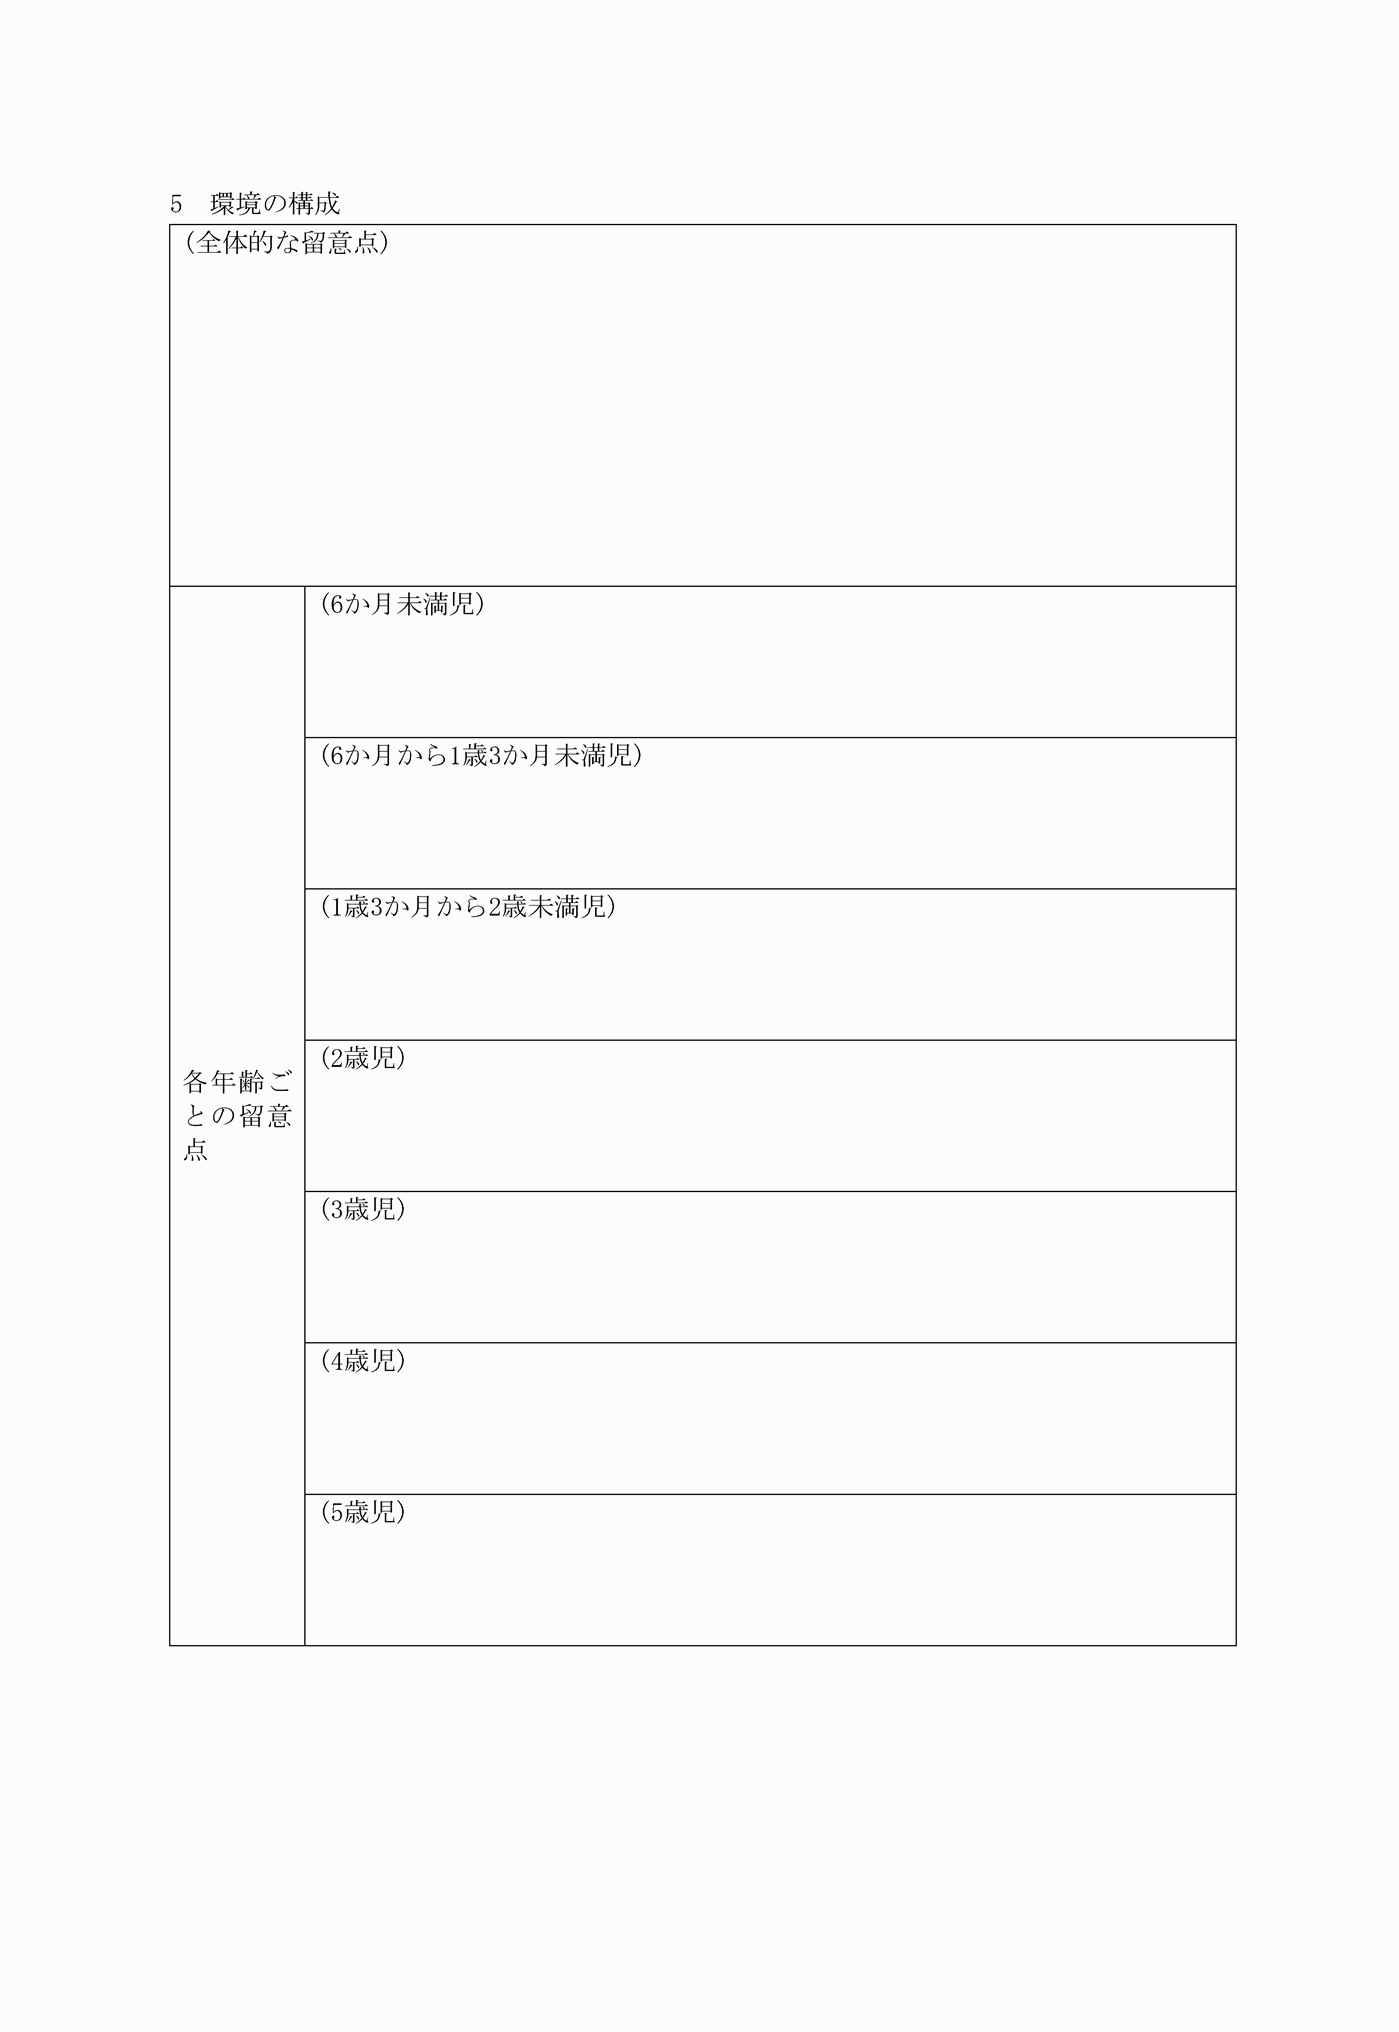 5　環境の構成
（全体的な留意点）
（6か月未満児）
（6か月から1歳3か月未満児）
（1歳3か月から2歳未満児）
各年齢ご
との留意
点
（2歳児）
（3歳児）
（4歳児）
（5歳児）